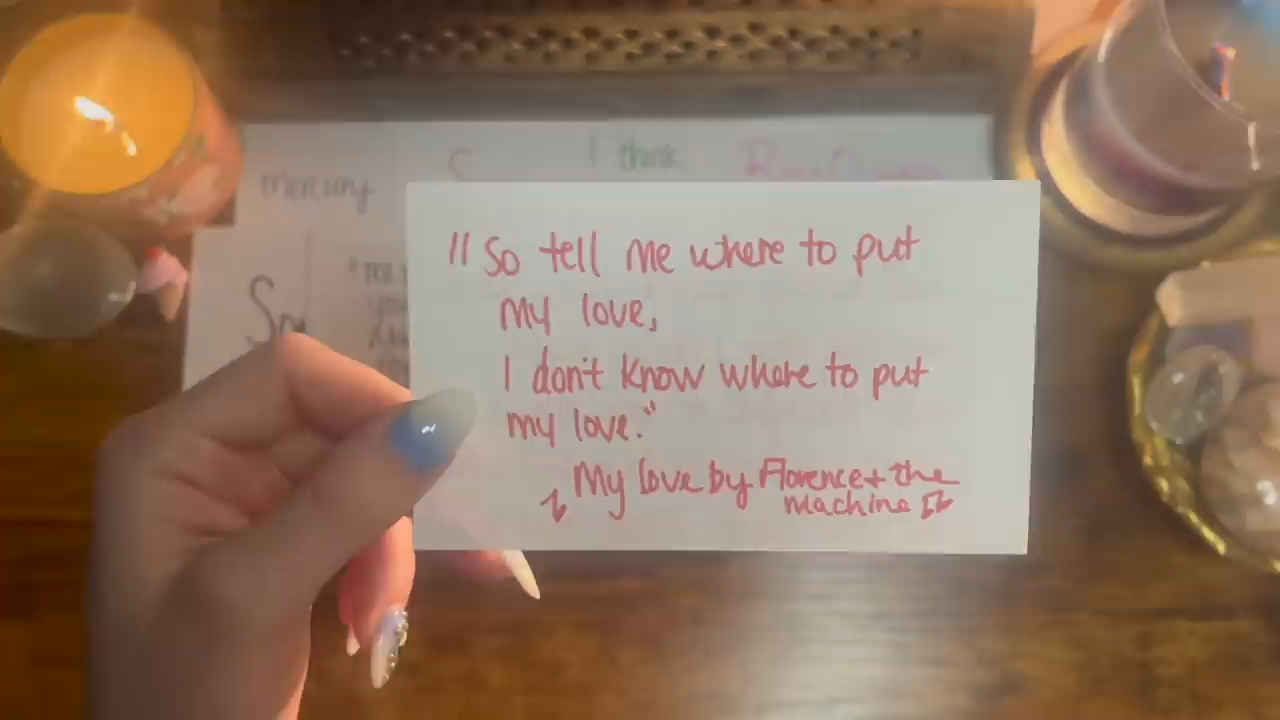 mercury
I think
"So tell me where to put
my love,
I don't know where to put
my love."
My love by Florence + the
machine